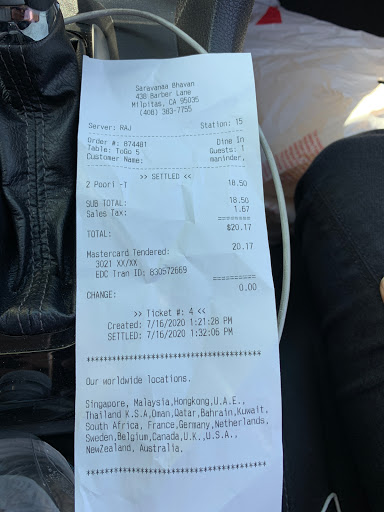 Saravanaa Bhavan
438 Barber Lane
Milpitas, CA 95035
(408) 383-7755
Server: RAJ Station: 15
Order #: 874481 Dine In
Table: ToGo 5 Guests: 1
Customer Name: maninder,
>> SETTLED <<
2 Poori -T 18.50
SUB TOTAL: 18.50
Sales Tax: 1.67
========
TOTAL: $20.17
Mastercard Tendered: 20.17
3021 XX/XX
EDC Tran ID: 830572669
==========
CHANGE: 0.00
>> Ticket #: 4 <<
Created: 7/16/2020 1:21:28 PM
SETTLED: 7/16/2020 1:32:06 PM
****************************************
Our worldwide locations.
Singapore, Malaysia,Hongkong,U.A.E.,
Thailand K.S.A,Oman,Qatar,Bahrain,Kuwait,
South Africa, France,Germany,Netherlands,
Sweden,Belgium,Canada,U.K.,U.S.A.,
NewZealand, Australia.
****************************************